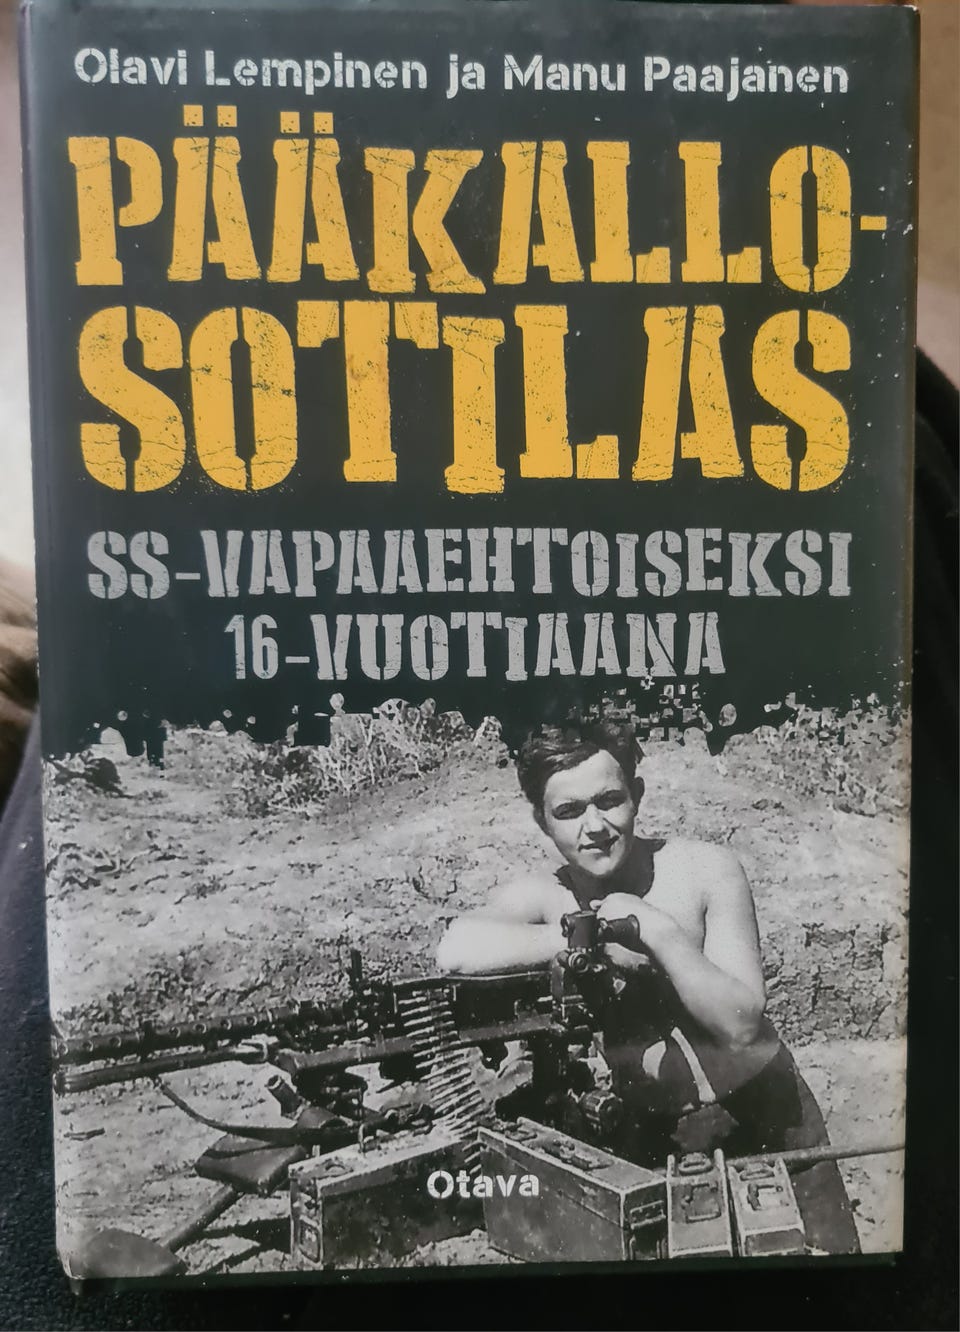 Olavi Lempinen ja Manu Paajanen
PÄÄKALLO-
SOTILAS
SS-VAPAAEHTOISEKSI
16-VUOTIAANA
Otava